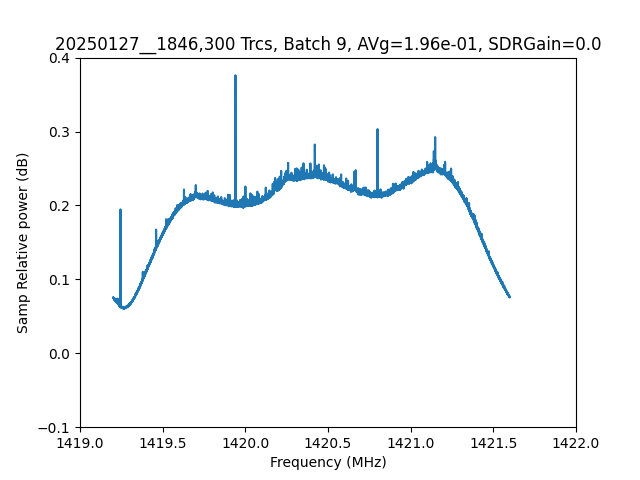 20250127__1846,300 Trcs, Batch 9, AVg=1.96e-01, SDRGain=0.0
0.4
0.3
0.2
0.1
0.0
−0.1
Samp Relative power (dB)
1419.0 1419.5 1420.0 1420.5 1421.0 1421.5 1422.0
Frequency (MHz)